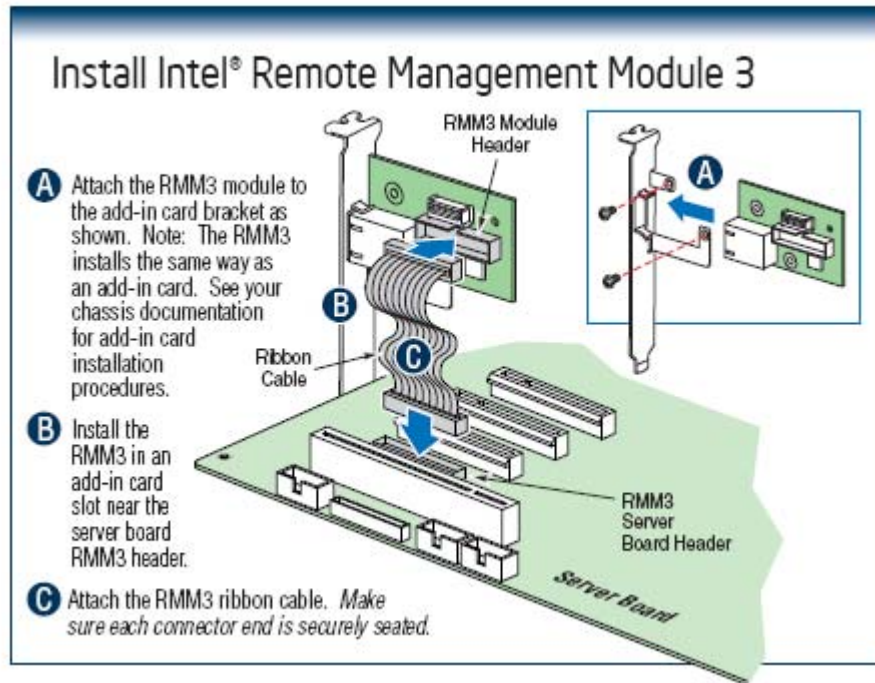 Install Intel® Remote Management Module 3
A
Attach the RMM3 module to
the add-in card bracket as
shown. Note: The RMM3
installs the same way as
an add-in card. See your
chassis documentation
for add-in card
installation
procedures.
B
Install the
RMM3 in an
add-in card
slot near the
server board
RMM3 header.
C
Attach the RMM3 ribbon cable. Make
sure each connector end is securely seated.
RMM3 Module
Header
A
B
Ribbon
Cable
C
RMM3
Server
Board Header
Server Board